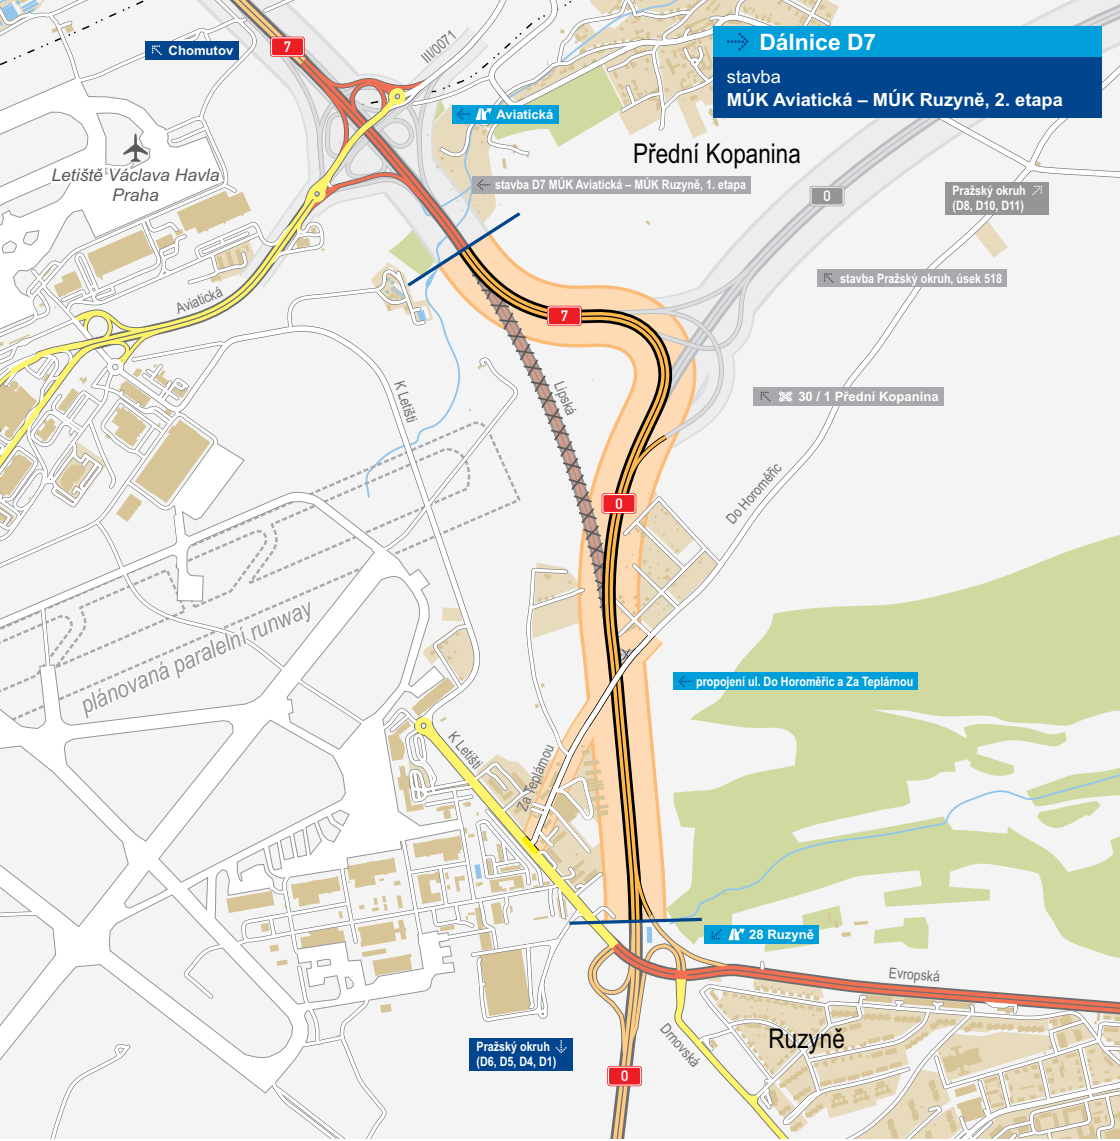 Dálnice D7
stavba
MÚK Aviatická – MÚK Ruzyně, 2. etapa
Chomutov
7
III/0071
Aviatická
Přední Kopanina
Letiště Václava Havla
Praha
stavba D7 MÚK Aviatická – MÚK Ruzyně, 1. etapa
0
Pražský okruh
(D8, D10, D11)
stavba Pražský okruh, úsek 518
Aviatická
7
K Letišti
Lipská
30 / 1 Přední Kopanina
Do Horoměřic
0
plánovaná paralelní runway
propojení ul. Do Horoměřic a Za Teplárnou
K Letišti
Za Teplárnou
28 Ruzyně
Evropská
Drnovská
Ruzyně
Pražský okruh
(D6, D5, D4, D1)
0